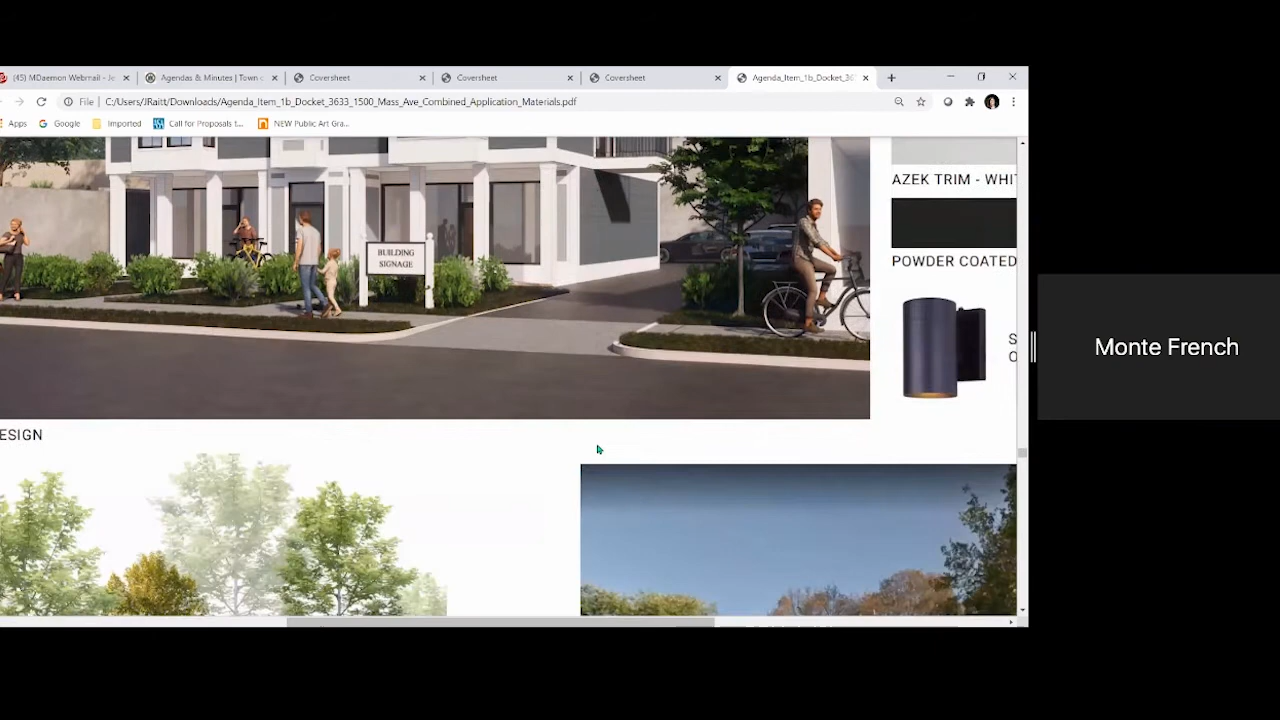 (45) MDaemon Webmail - Je
Agendas & Minutes | Town c
Coversheet
Coversheet
Coversheet
Agenda_Item_1b_Docket_36
File
C:/Users/JRaitt/Downloads/Agenda_Item_1b_Docket_3633_1500_Mass_Ave_Combined_Application_Materials.pdf
Apps
Google
Imported
Call for Proposals t...
NEW Public Art Gra...
AZEK TRIM - WHI
POWDER COATED
BUILDING
SIGNAGE
S
O
Monte French
ESIGN